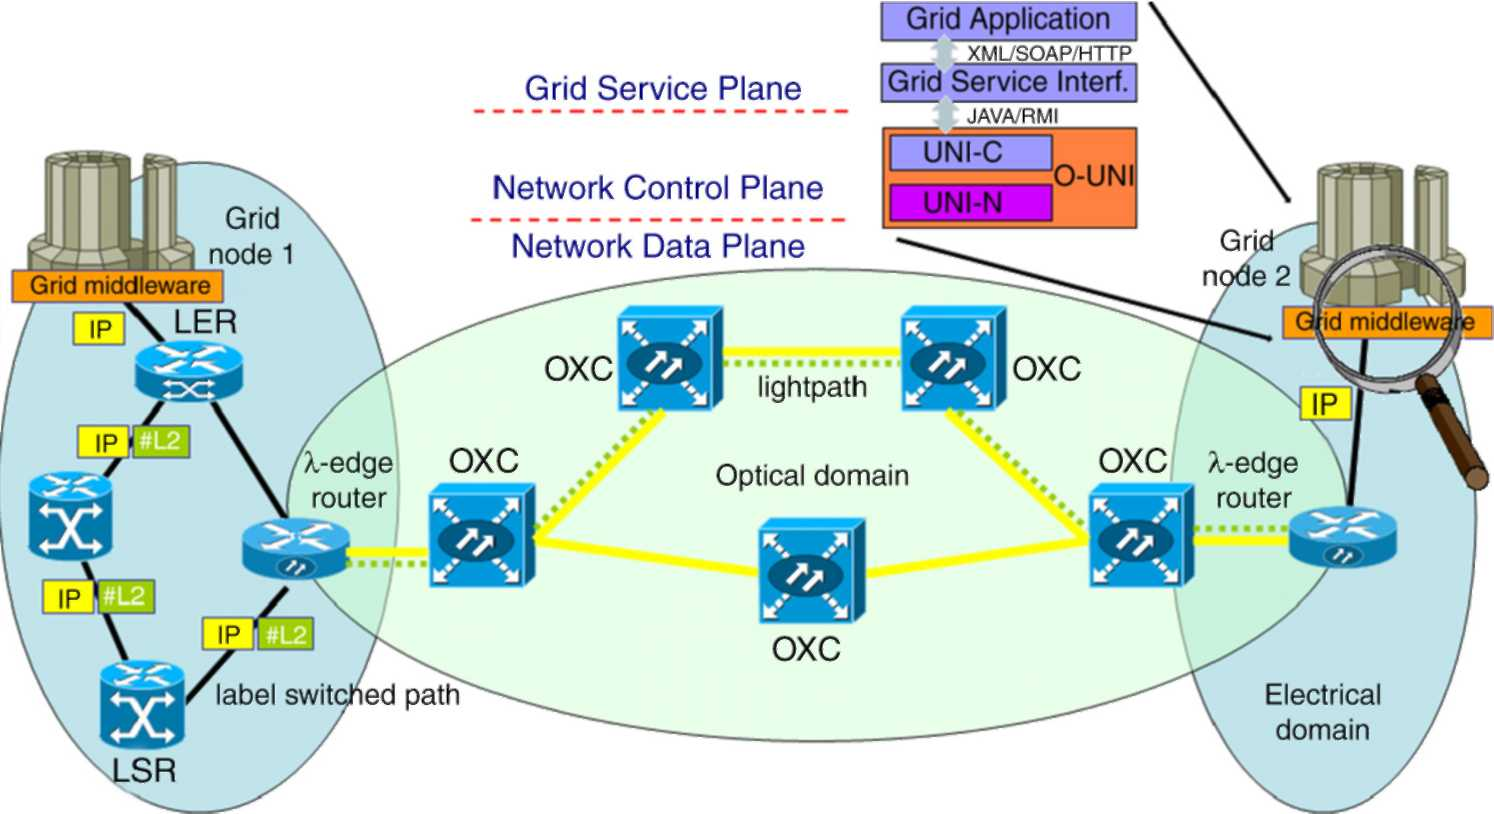 Grid Application
XML/SOAP/HTTP
Grid Service Interf.
JAVA/RMI
UNI-C
O-UNI
UNI-N
Grid Service Plane
Network Control Plane
Network Data Plane
Grid
node 1
Grid middleware
IP
LER
IP #L2
IP #L2
IP #L2
label switched path
LSR
λ-edge
router
OXC
OXC
lightpath
OXC
Optical domain
OXC
OXC
λ-edge
router
Grid
node 2
Grid middleware
IP
Electrical
domain